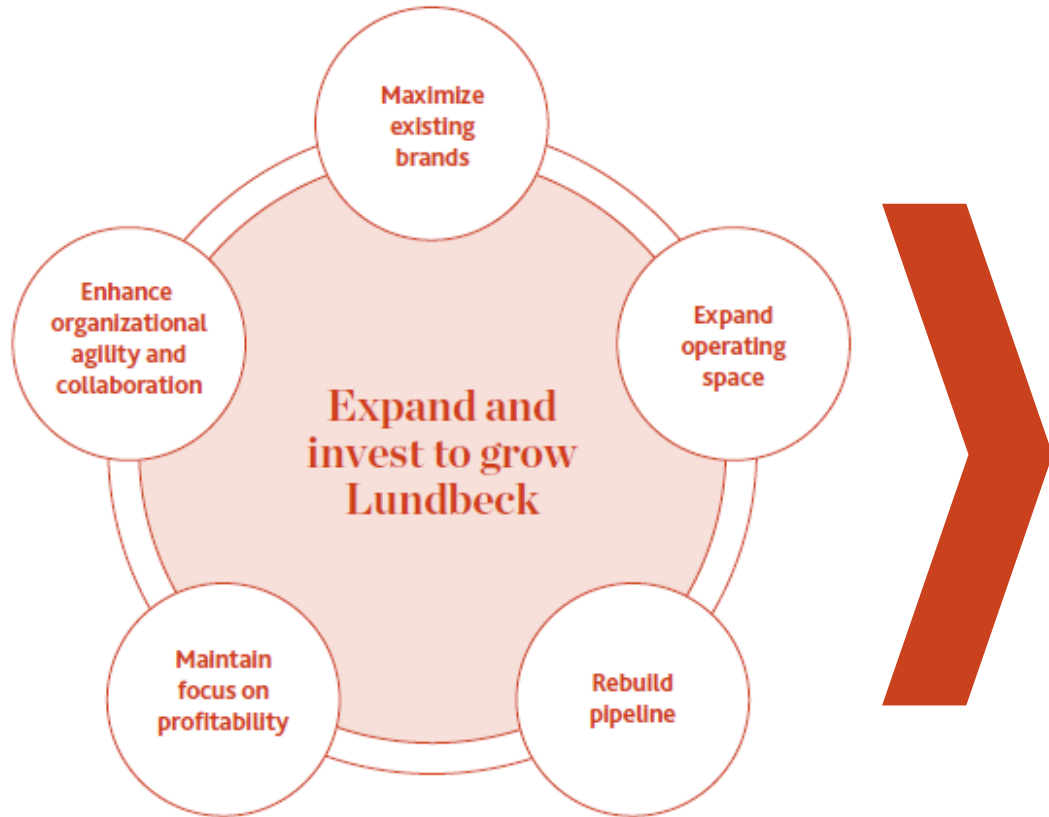 Maximize
existing
brands
Expand
operating
space
Rebuild
pipeline
Maintain
focus on
profitability
Enhance
organizational
agility and
collaboration
Expand and
invest to grow
Lundbeck